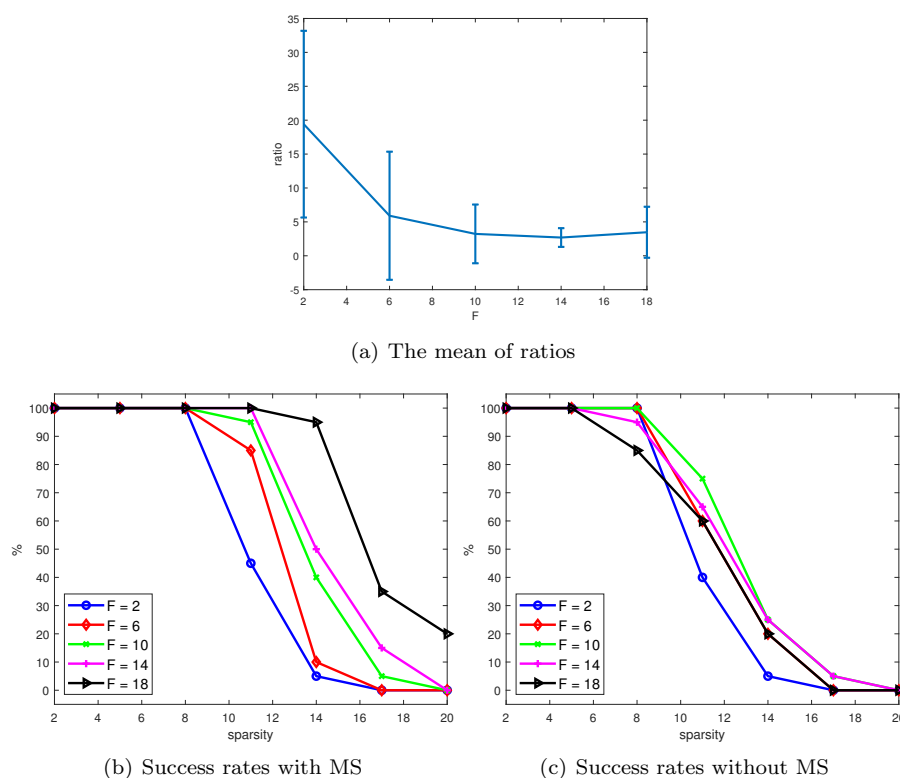 35
30
25
20
15
10
5
0
-5
ratio
2 4 6 8 10 12 14 16 18
F
(a) The mean of ratios
100
90
80
70
60
50
40
30
20
10
0
%
F = 2
F = 6
F = 10
F = 14
F = 18
2 4 6 8 10 12 14 16 18 20
sparsity
(b) Success rates with MS
100
90
80
70
60
50
40
30
20
10
0
%
F = 2
F = 6
F = 10
F = 14
F = 18
2 4 6 8 10 12 14 16 18 20
sparsity
(c) Success rates without MS